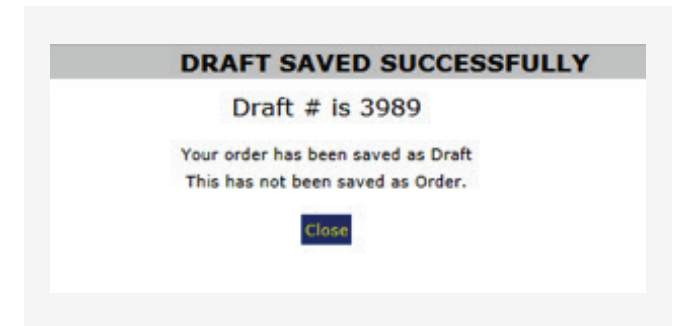 DRAFT SAVED SUCCESSFULLY
Draft # is 3989
Your order has been saved as Draft
This has not been saved as Order.
Close